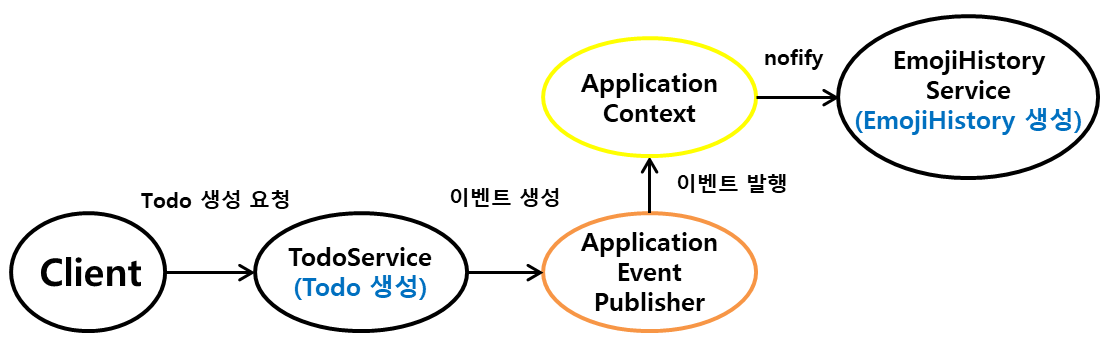 Client
Todo 생성 요청
TodoService
(Todo 생성)
이벤트 생성
Application
Event
Publisher
이벤트 발행
Application
Context
nofify
EmojiHistory
Service
(EmojiHistory 생성)